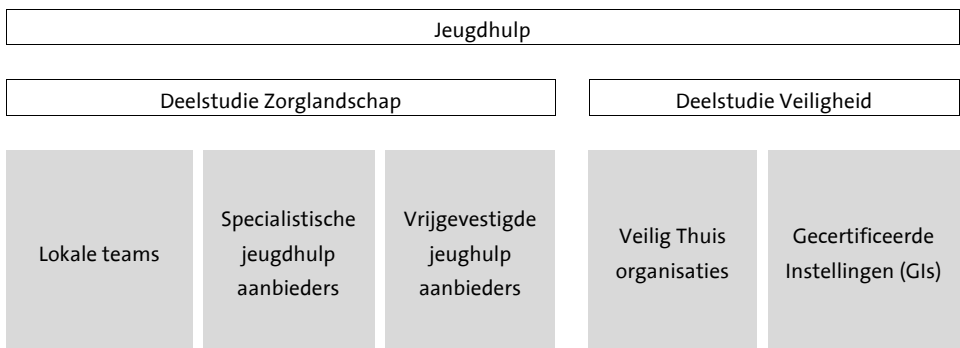 Jeugdhulp
Deelstudie Zorglandschap
Deelstudie Veiligheid
Lokale teams
Specialistische
jeugdhulp
aanbieders
Vrijgevestigde
jeughulp
aanbieders
Veilig Thuis
organisaties
Gecertificeerde
Instellingen (GIs)